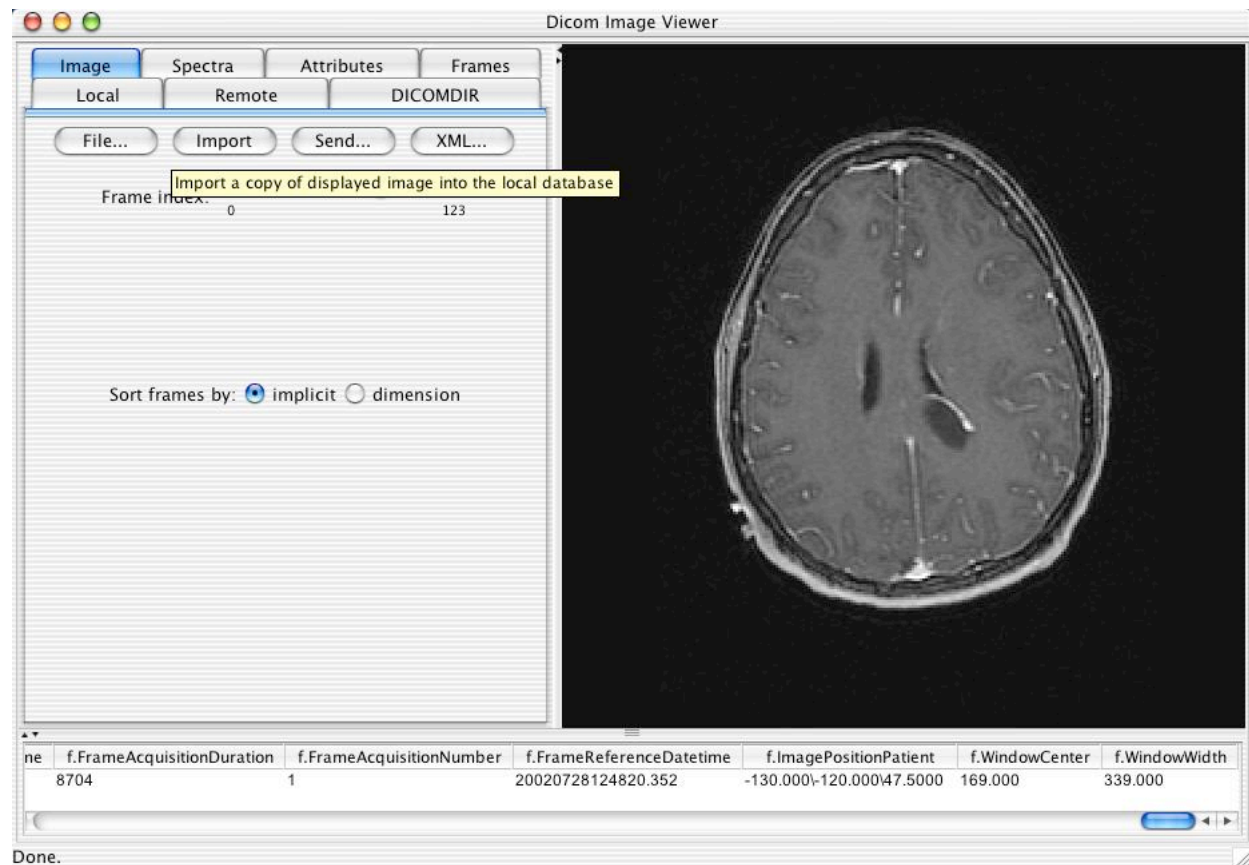 Dicom Image Viewer
Image Spectra Attributes Frames
Local Remote DICOMDIR
File... Import Send... XML...
Import a copy of displayed image into the local database
Frame index:
0 123
Sort frames by: implicit dimension
ne f.FrameAcquisitionDuration f.FrameAcquisitionNumber f.FrameReferenceDatetime f.ImagePositionPatient f.WindowCenter f.WindowWidth
8704 1 20020728124820.352 -130.000\-120.000\47.5000 169.000 339.000
Done.